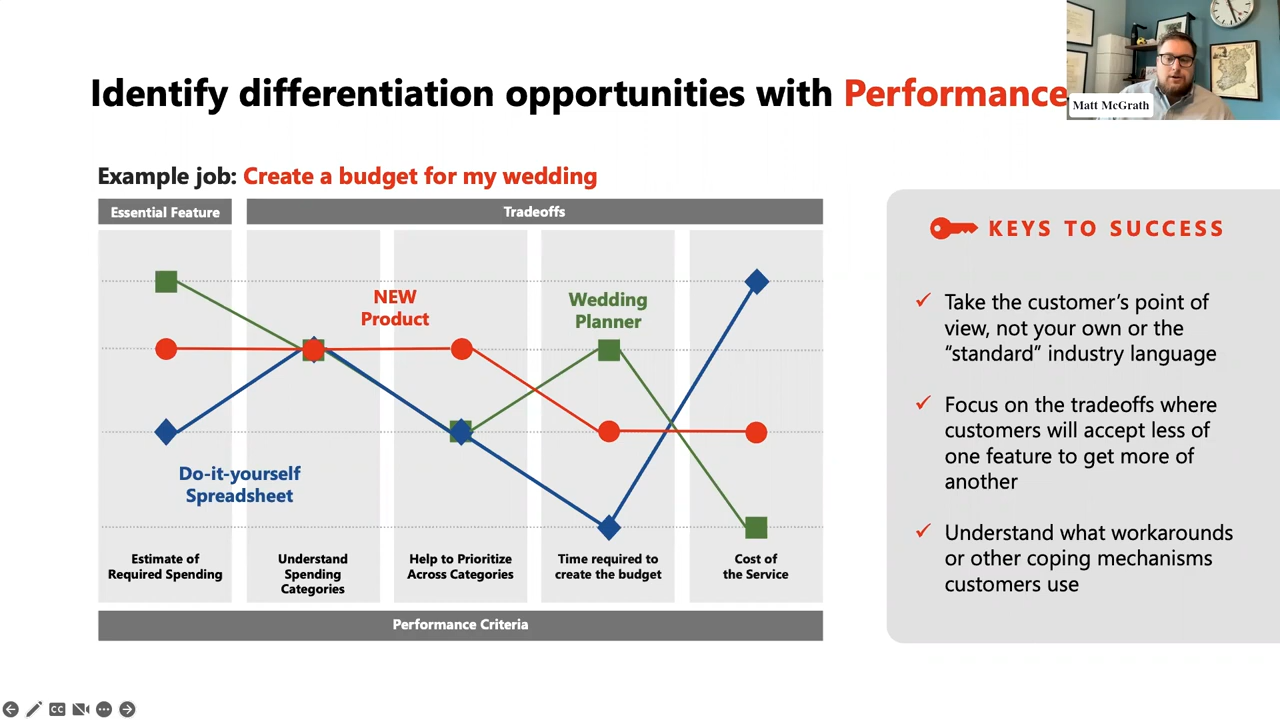 Identify differentiation opportunities with Performance
Matt McGrath
Example job: Create a budget for my wedding
Essential Feature
Tradeoffs
NEW
Product
Wedding
Planner
Do-it-yourself
Spreadsheet
Estimate of
Required Spending
Understand
Spending
Categories
Help to Prioritize
Across Categories
Time required to
create the budget
Cost of
the Service
Performance Criteria
KEYS TO SUCCESS
✓ Take the customer’s point of
view, not your own or the
“standard” industry language
✓ Focus on the tradeoffs where
customers will accept less of
one feature to get more of
another
✓ Understand what workarounds
or other coping mechanisms
customers use
CC